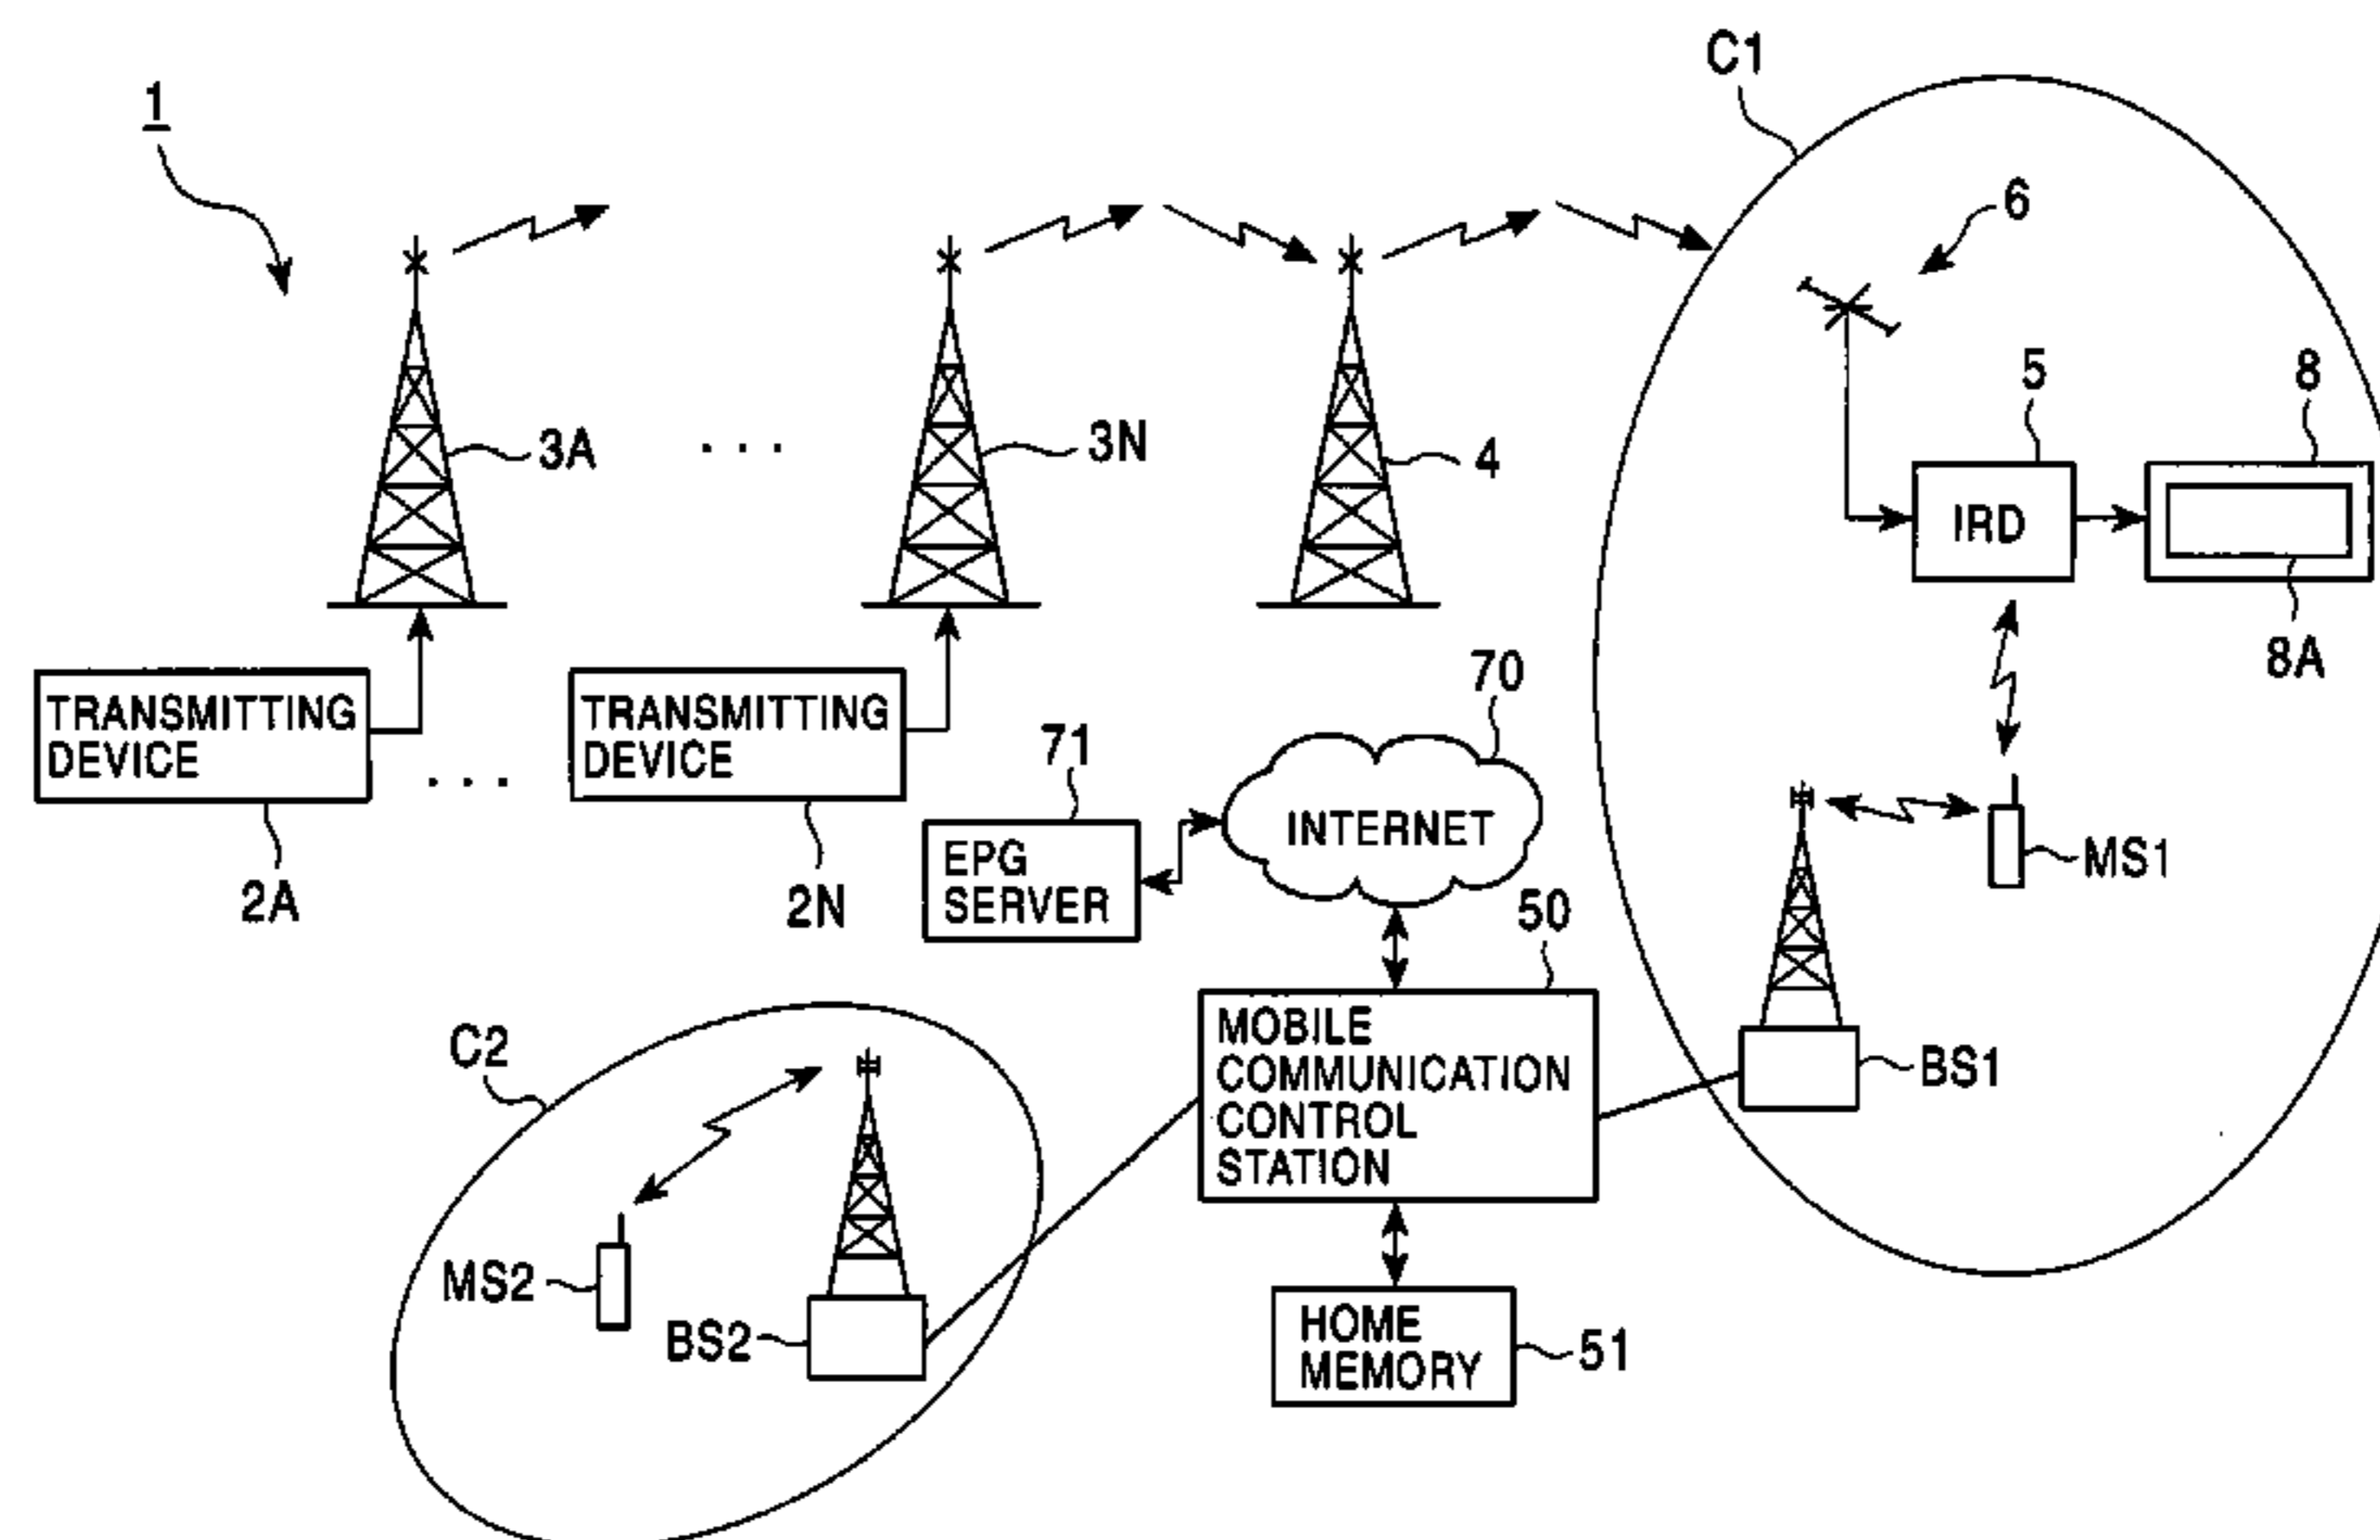 C1
1
6
3A
...
3N
4
5
8
IRD
8A
TRANSMITTING
DEVICE
...
TRANSMITTING
DEVICE
2A
2N
70
71
INTERNET
EPG
SERVER
MS1
50
MOBILE
COMMUNICATION
CONTROL
STATION
BS1
C2
MS2
BS2
HOME
MEMORY
51